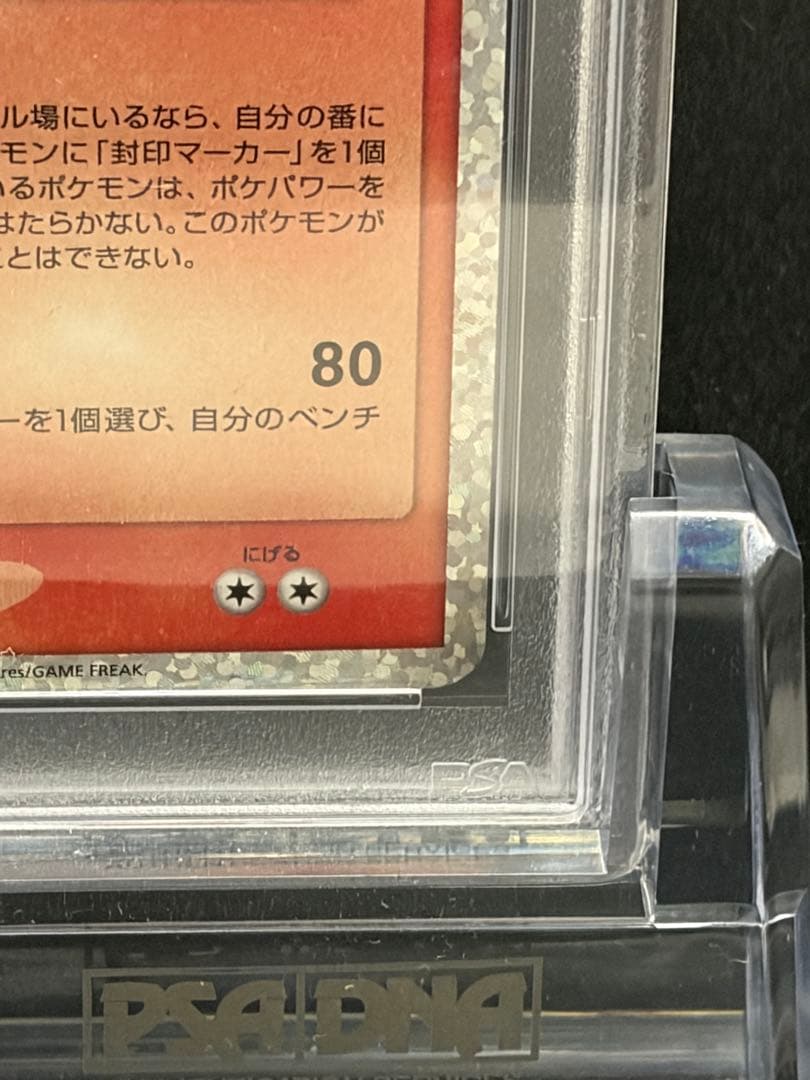 ル場にいるなら、自分の番に
モンに「封印マーカー」を1個
いるポケモンは、ポケパワーを
はたらかない。このポケモンが
ことはできない。
80
ーを1個選び、自分のベンチ
にげる
res/GAME FREAK.
PSA
PSA DNA